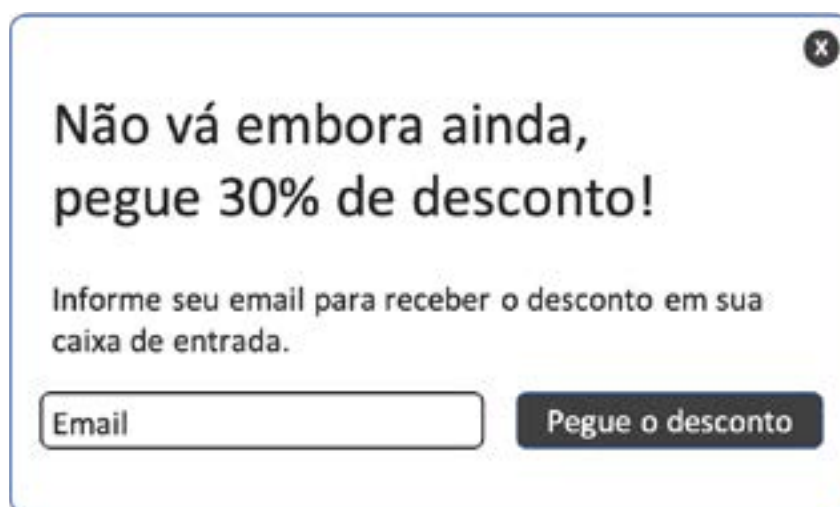 X
Não vá embora ainda,
pegue 30% de desconto!
Informe seu email para receber o desconto em sua
caixa de entrada.
Email
Pegue o desconto